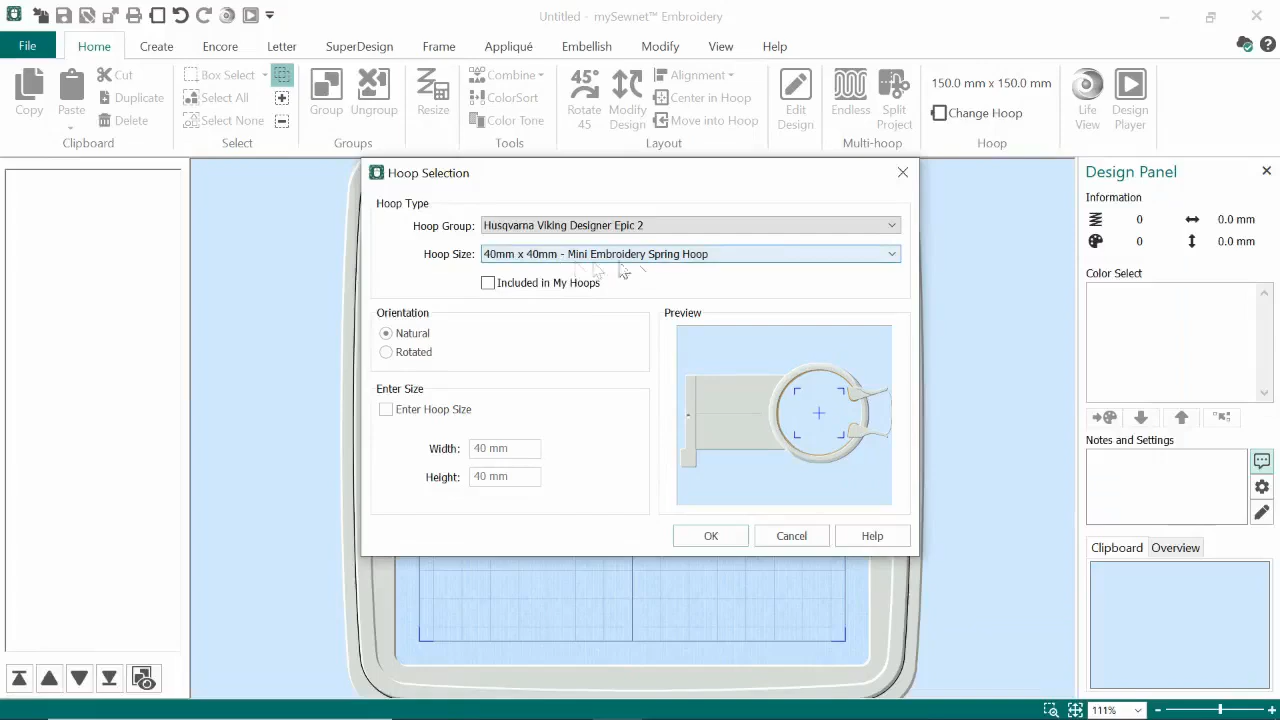 Untitled - mySewnet™ Embroidery
File Home Create Encore Letter SuperDesign Frame Appliqué Embellish Modify View Help
Copy
Paste
Cut
Duplicate
Delete
Clipboard
Box Select
Select All
Select None
Select
Group
Ungroup
Groups
Resize
Combine
ColorSort
Color Tone
Tools
45°
Rotate
45
Modify
Design
Alignment
Center in Hoop
Move into Hoop
Layout
Edit
Design
Endless
Split
Project
Multi-hoop
150.0 mm x 150.0 mm
Change Hoop
Hoop
Life
View
Design
Player
Hoop Selection
Hoop Type
Hoop Group: Husqvarna Viking Designer Epic 2
Hoop Size: 40mm x 40mm - Mini Embroidery Spring Hoop
Included in My Hoops
Orientation
Natural
Rotated
Enter Size
Enter Hoop Size
Width: 40 mm
Height: 40 mm
Preview
OK Cancel Help
Design Panel
Information
0 0.0 mm
0 0.0 mm
Color Select
Notes and Settings
Clipboard Overview
111%